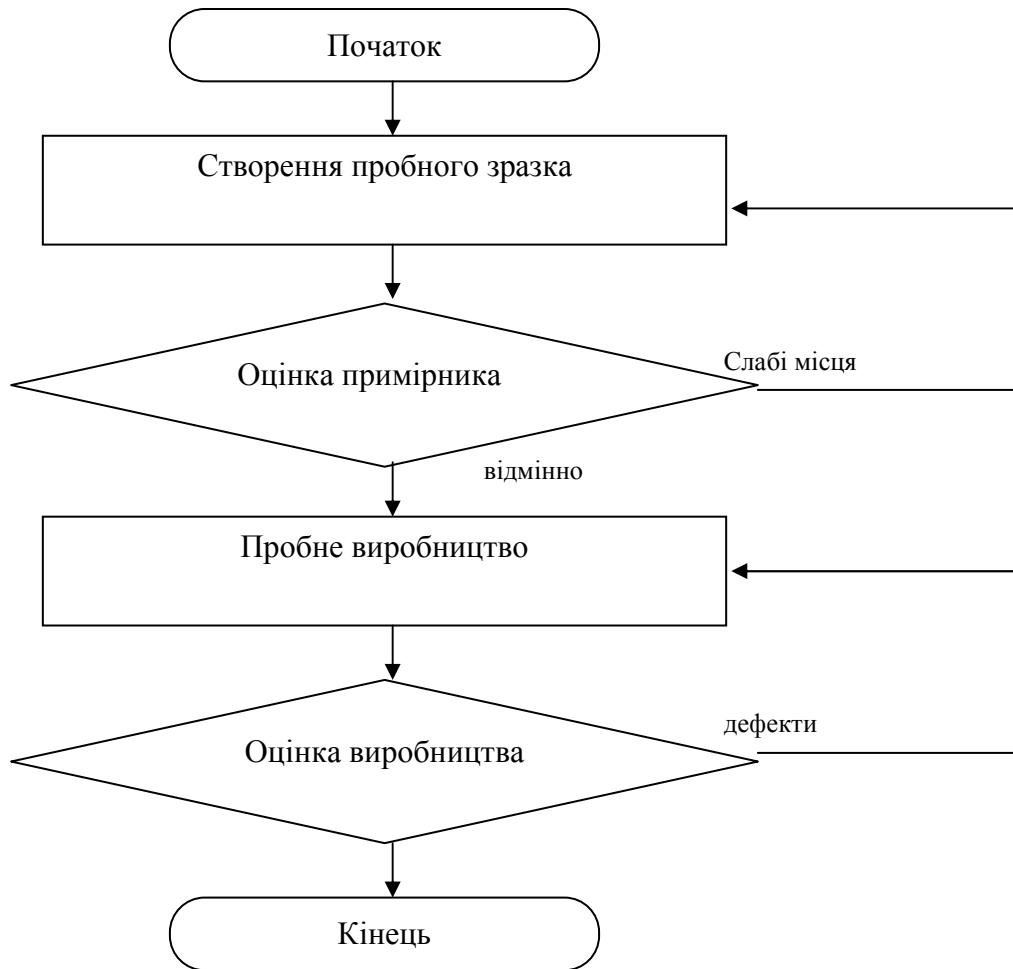 Початок
Створення пробного зразка
Оцінка примірника
Слабі місця
відмінно
Пробне виробництво
Оцінка виробництва
дефекти
Кінець